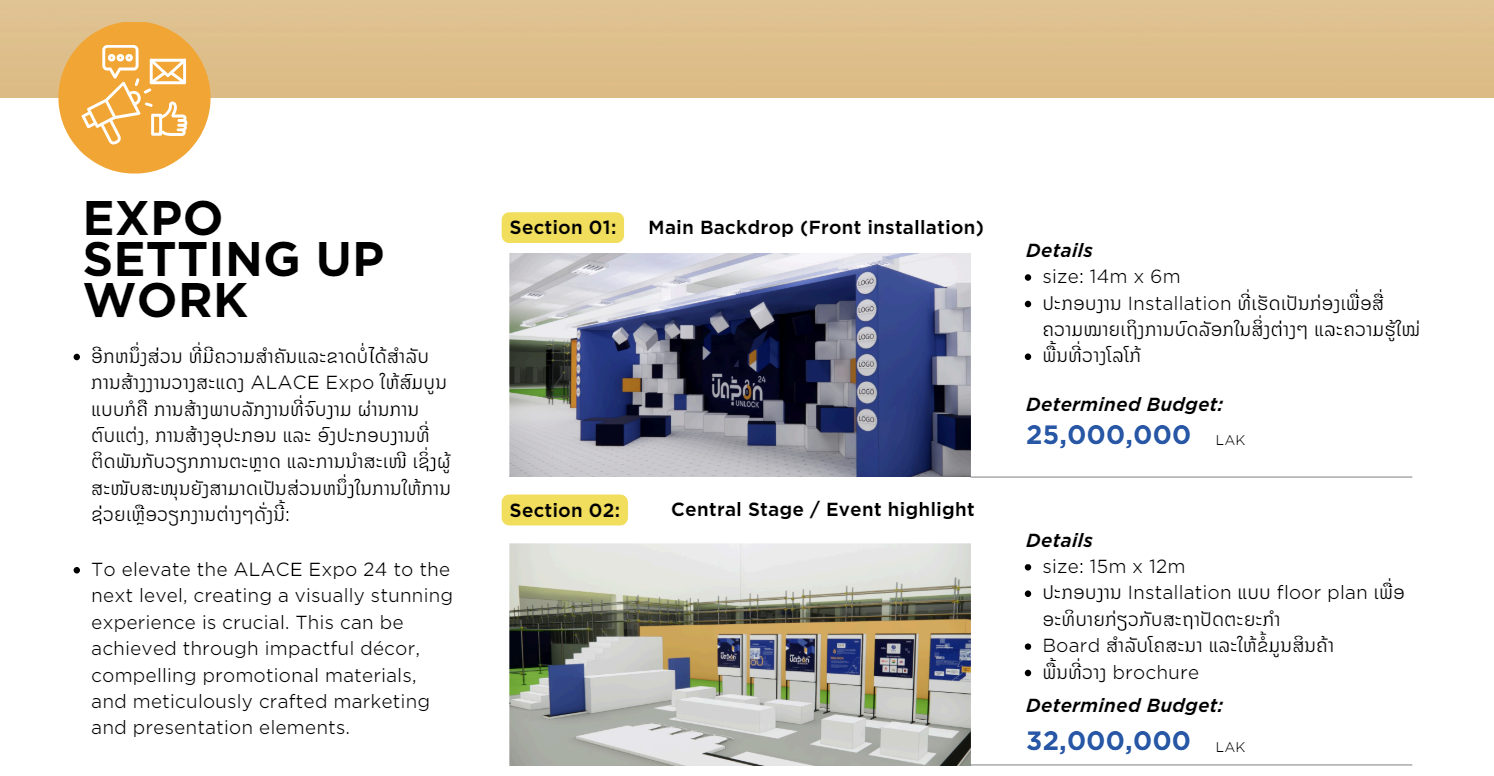 EXPO
SETTING UP
WORK
• ອີກຫນຶ່ງສ່ວນ ທີ່ມີຄວາມສຳຄັນແລະຂາດບໍ່ໄດ້ສຳລັບ
ການສ້າງງານວາງສະແດງ ALACE Expo ໃຫ້ສົມບູນ
ແບບກໍຄື ການສ້າງພາບລັກງານທີ່ຈົບງາມ ຜ່ານການ
ຕົບແຕ່ງ, ການສ້າງອຸປະກອນ ແລະ ອົງປະກອບງານທີ່
ຕິດພັນກັບວຽກການຕະຫຼາດ ແລະການນຳສະເໜີ ເຊິ່ງຜູ້
ສະໜັບສະໜຸນຍັງສາມາດເປັນສ່ວນຫນຶ່ງໃນການໃຫ້ການ
ຊ່ວຍເຫຼືອວຽກງານຕ່າງໆດັ່ງນີ້:
• To elevate the ALACE Expo 24 to the
next level, creating a visually stunning
experience is crucial. This can be
achieved through impactful décor,
compelling promotional materials,
and meticulously crafted marketing
and presentation elements.
Section 01: Main Backdrop (Front installation)
LOGO
LOGO
LOGO
LOGO
LOGO
LOGO
ປົດລັອກ 24
UNLOCK
Details
• size: 14m x 6m
• ປະກອບງານ Installation ທີ່ເຮັດເປັນກ່ອງເພື່ອສື່
ຄວາມໝາຍເຖິງການບົດລັອກໃນສິ່ງຕ່າງໆ ແລະຄວາມຮູ້ໃໝ່
• ພື້ນທີ່ວາງໂລໂກ້
Determined Budget:
25,000,000 LAK
Section 02: Central Stage / Event highlight
Details
• size: 15m x 12m
• ປະກອບງານ Installation ແບບ floor plan ເພື່ອ
ອະທິບາຍກ່ຽວກັບສະຖາປັດຕະຍະກຳ
• Board ສຳລັບໂຄສະນາ ແລະໃຫ້ຂໍ້ມູນສິນຄ້າ
• ພື້ນທີ່ວາງ brochure
Determined Budget:
32,000,000 LAK